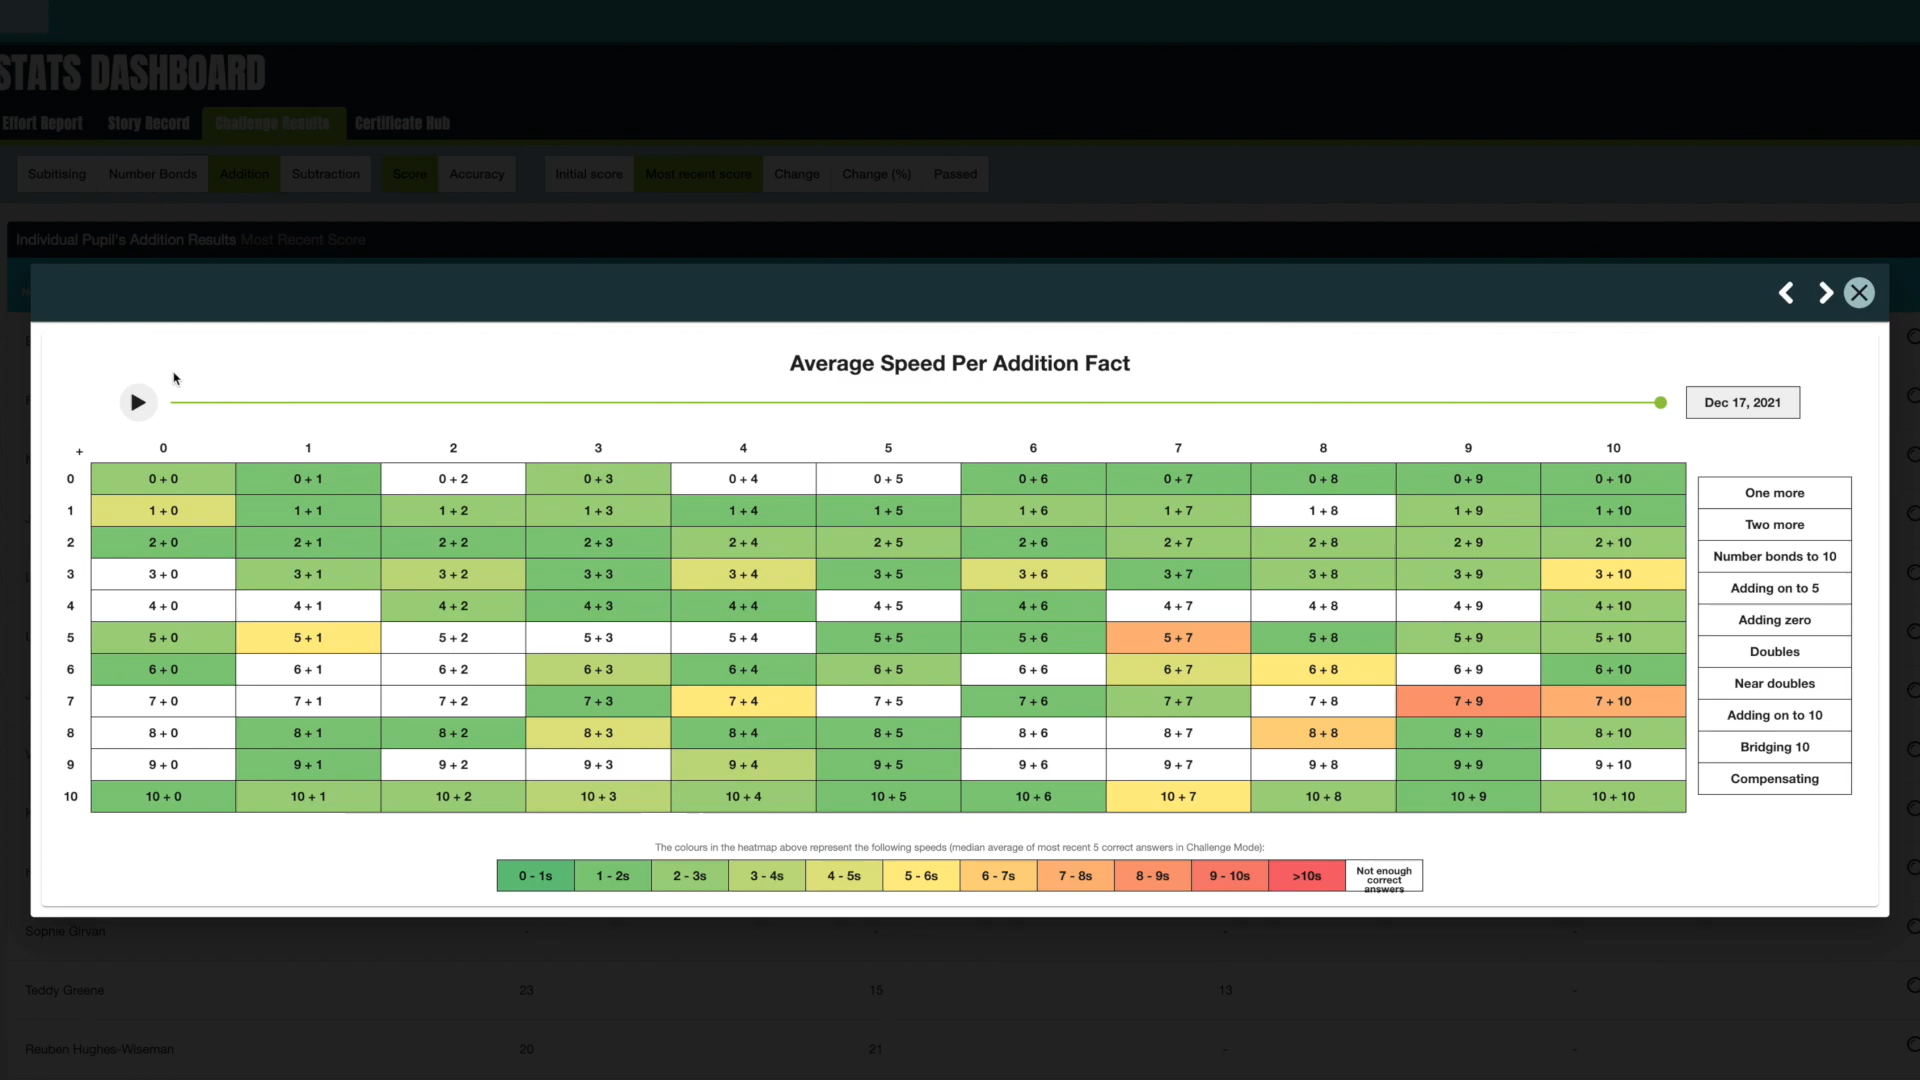 STATS DASHBOARD
Effort Report Story Record Challenge Results Certificate Hub
Subitising Number Bonds Addition Subtraction Score Accuracy Initial score Most recent score Change Change (%) Passed
Individual Pupil's Addition Results Most Recent Score
Average Speed Per Addition Fact
Dec 17, 2021
+ 0 1 2 3 4 5 6 7 8 9 10
0 0 + 0 0 + 1 0 + 2 0 + 3 0 + 4 0 + 5 0 + 6 0 + 7 0 + 8 0 + 9 0 + 10
1 1 + 0 1 + 1 1 + 2 1 + 3 1 + 4 1 + 5 1 + 6 1 + 7 1 + 8 1 + 9 1 + 10
2 2 + 0 2 + 1 2 + 2 2 + 3 2 + 4 2 + 5 2 + 6 2 + 7 2 + 8 2 + 9 2 + 10
3 3 + 0 3 + 1 3 + 2 3 + 3 3 + 4 3 + 5 3 + 6 3 + 7 3 + 8 3 + 9 3 + 10
4 4 + 0 4 + 1 4 + 2 4 + 3 4 + 4 4 + 5 4 + 6 4 + 7 4 + 8 4 + 9 4 + 10
5 5 + 0 5 + 1 5 + 2 5 + 3 5 + 4 5 + 5 5 + 6 5 + 7 5 + 8 5 + 9 5 + 10
6 6 + 0 6 + 1 6 + 2 6 + 3 6 + 4 6 + 5 6 + 6 6 + 7 6 + 8 6 + 9 6 + 10
7 7 + 0 7 + 1 7 + 2 7 + 3 7 + 4 7 + 5 7 + 6 7 + 7 7 + 8 7 + 9 7 + 10
8 8 + 0 8 + 1 8 + 2 8 + 3 8 + 4 8 + 5 8 + 6 8 + 7 8 + 8 8 + 9 8 + 10
9 9 + 0 9 + 1 9 + 2 9 + 3 9 + 4 9 + 5 9 + 6 9 + 7 9 + 8 9 + 9 9 + 10
10 10 + 0 10 + 1 10 + 2 10 + 3 10 + 4 10 + 5 10 + 6 10 + 7 10 + 8 10 + 9 10 + 10
One more
Two more
Number bonds to 10
Adding on to 5
Adding zero
Doubles
Near doubles
Adding on to 10
Bridging 10
Compensating
The colours in the heatmap above represent the following speeds (median average of most recent 5 correct answers in Challenge Mode):
0 - 1s 1 - 2s 2 - 3s 3 - 4s 4 - 5s 5 - 6s 6 - 7s 7 - 8s 8 - 9s 9 - 10s >10s Not enough
correct
answers
Sophie Girvan - - - -
Teddy Greene 23 15 13 -
Reuben Hughes-Wiseman 20 21 - -